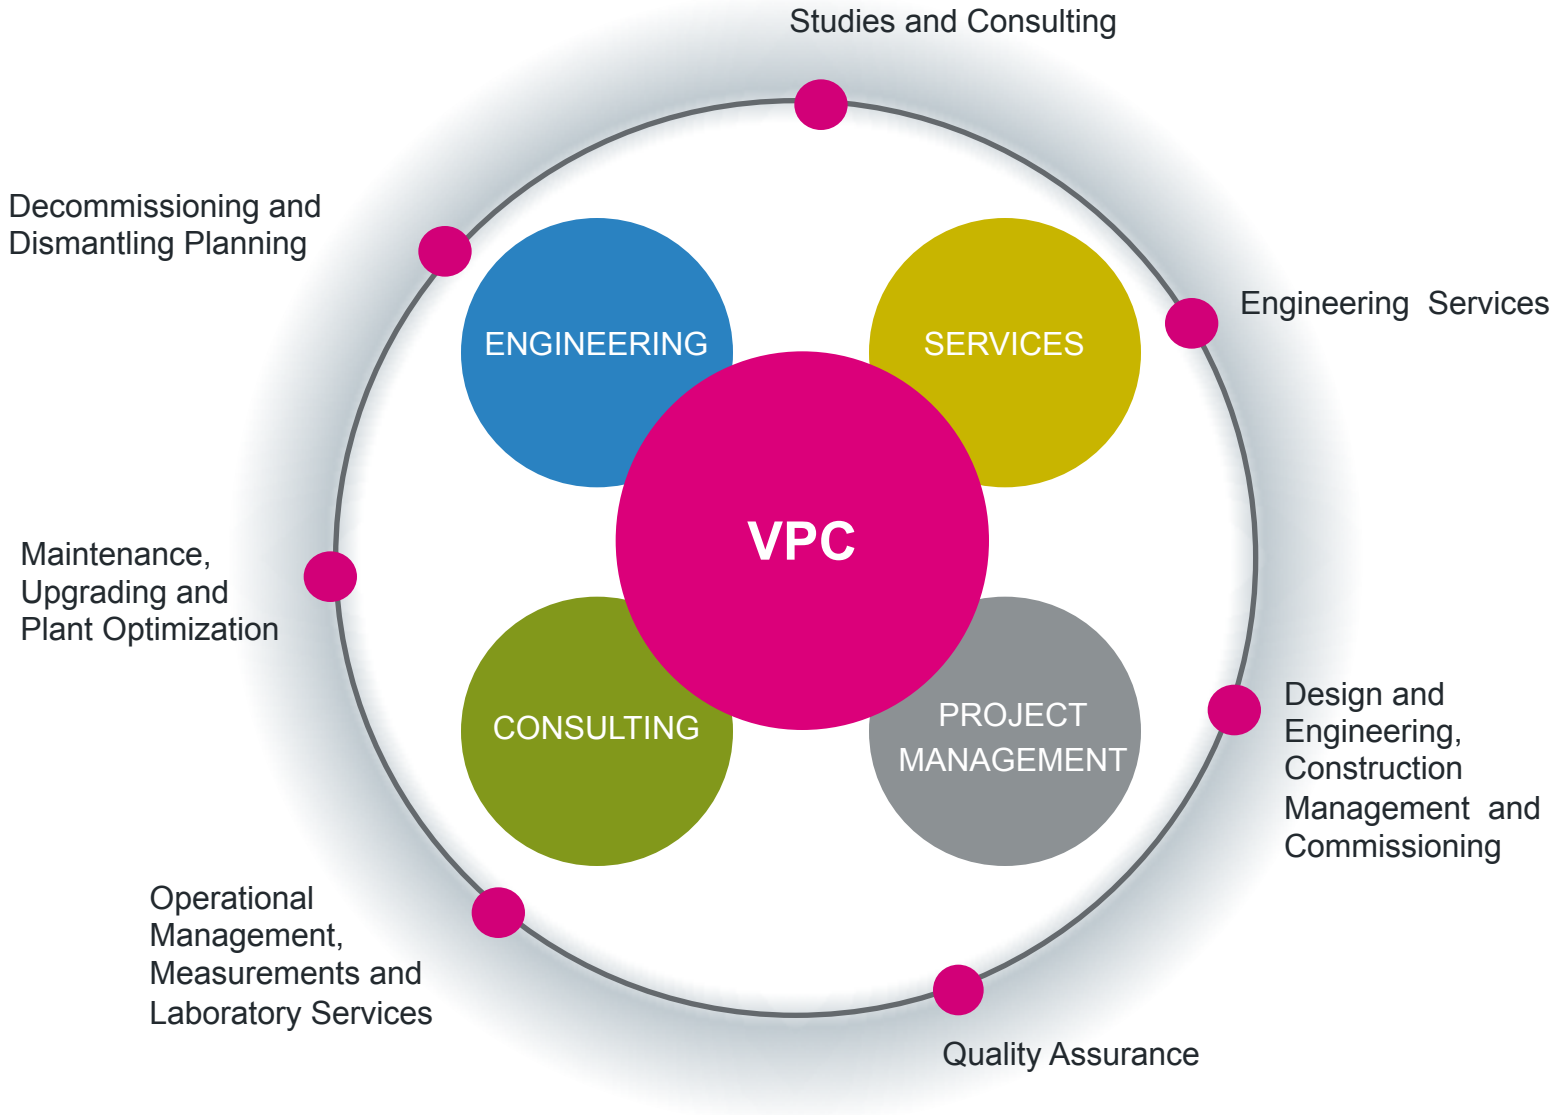 Studies and Consulting
Decommissioning and
Dismantling Planning
Engineering Services
ENGINEERING
SERVICES
VPC
Maintenance,
Upgrading and
Plant Optimization
CONSULTING
PROJECT
MANAGEMENT
Design and
Engineering,
Construction
Management and
Commissioning
Operational
Management,
Measurements and
Laboratory Services
Quality Assurance